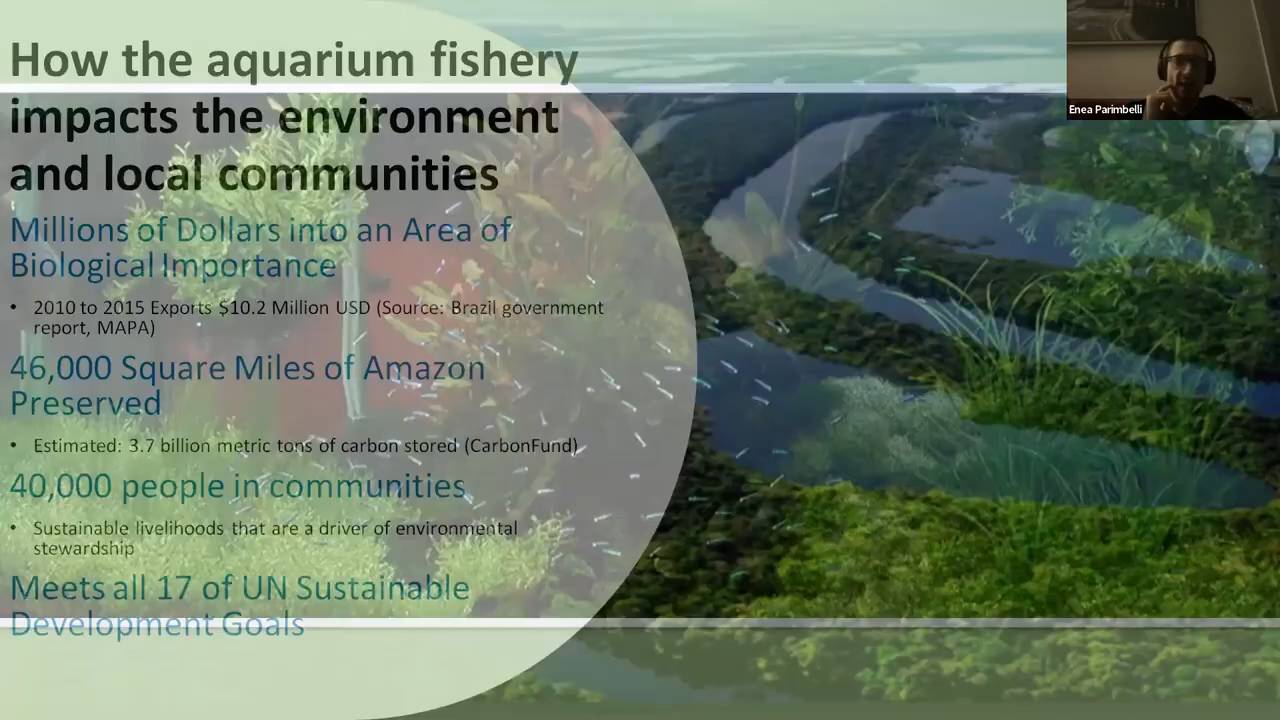 How the aquarium fishery
impacts the environment
and local communities
Millions of Dollars into an Area of
Biological Importance
• 2010 to 2015 Exports $10.2 Million USD (Source: Brazil government
report, MAPA)
46,000 Square Miles of Amazon
Preserved
• Estimated: 3.7 billion metric tons of carbon stored (CarbonFund)
40,000 people in communities
• Sustainable livelihoods that are a driver of environmental
stewardship
Meets all 17 of UN Sustainable
Development Goals
Enea Parimbelli